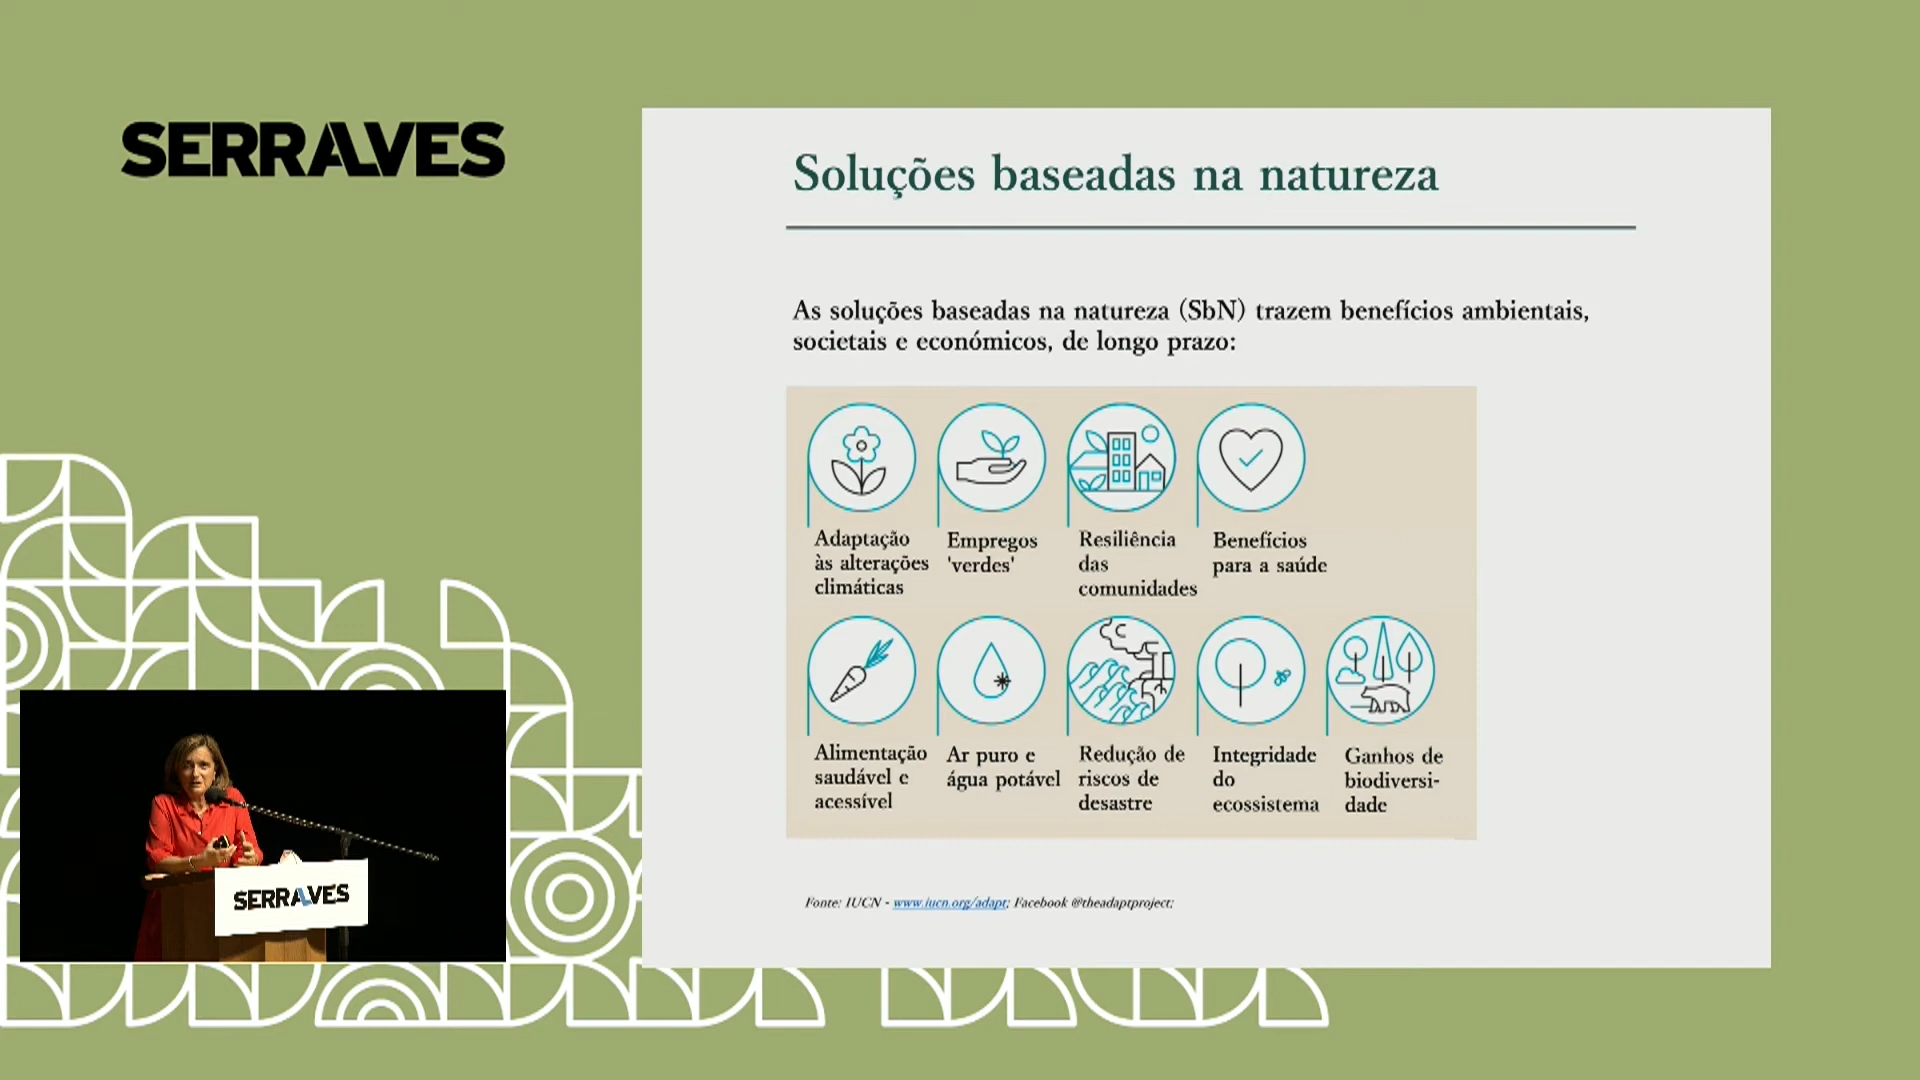 SERRALVES
Soluções baseadas na natureza
As soluções baseadas na natureza (SbN) trazem benefícios ambientais,
societais e económicos, de longo prazo:
Adaptação
às alterações
climáticas
Empregos
'verdes'
Resiliência
das
comunidades
Benefícios
para a saúde
Alimentação
saudável e
acessível
Ar puro e
água potável
Redução de
riscos de
desastre
Integridade
do
ecossistema
Ganhos de
biodiversi-
dade
Fonte: IUCN - www.iucn.org/adapt; Facebook @theadaptproject;
SERRALVES